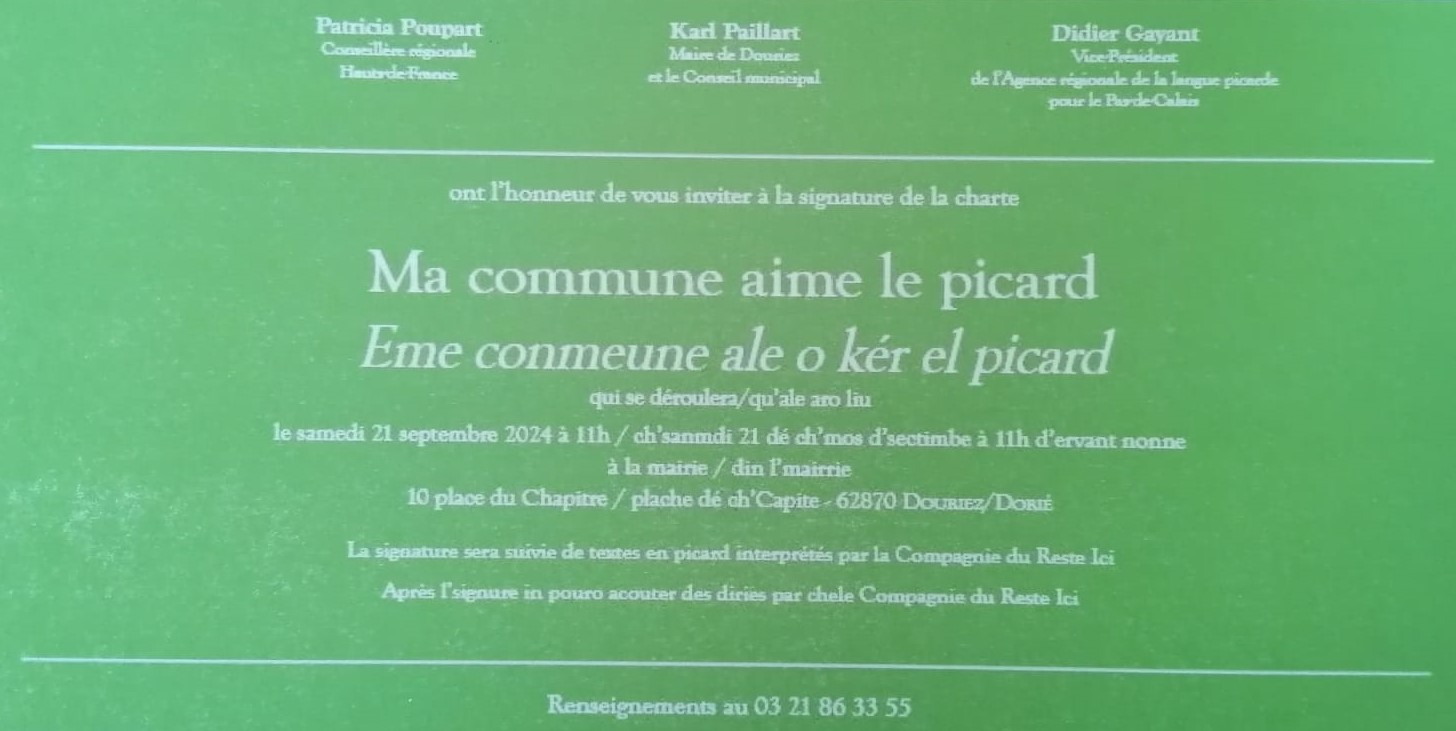 Patricia Poupart
Conseillère régionale
Hauts-de-France
Karl Paillart
Maire de Douriez
et le Conseil municipal
Didier Gayant
Vice-Président
de l'Agence régionale de la langue picarde
pour le Pas-de-Calais
ont l'honneur de vous inviter à la signature de la charte
Ma commune aime le picard
Eme conmeune ale o kér el picard
qui se déroulera/qu'ale aro liu
le samedi 21 septembre 2024 à 11h / ch'sanmdi 21 dé ch'mos d'sectimbe à 11h d'ervant nonne
à la mairie / din l'mairrie
10 place du Chapitre / plache dé ch'Capite - 62870 DOURIEZ/DORIÉ
La signature sera suivie de textes en picard interprétés par la Compagnie du Reste Ici
Après l'signure in pouro acouter des diries par chele Compagnie du Reste Ici
Renseignements au 03 21 86 33 55